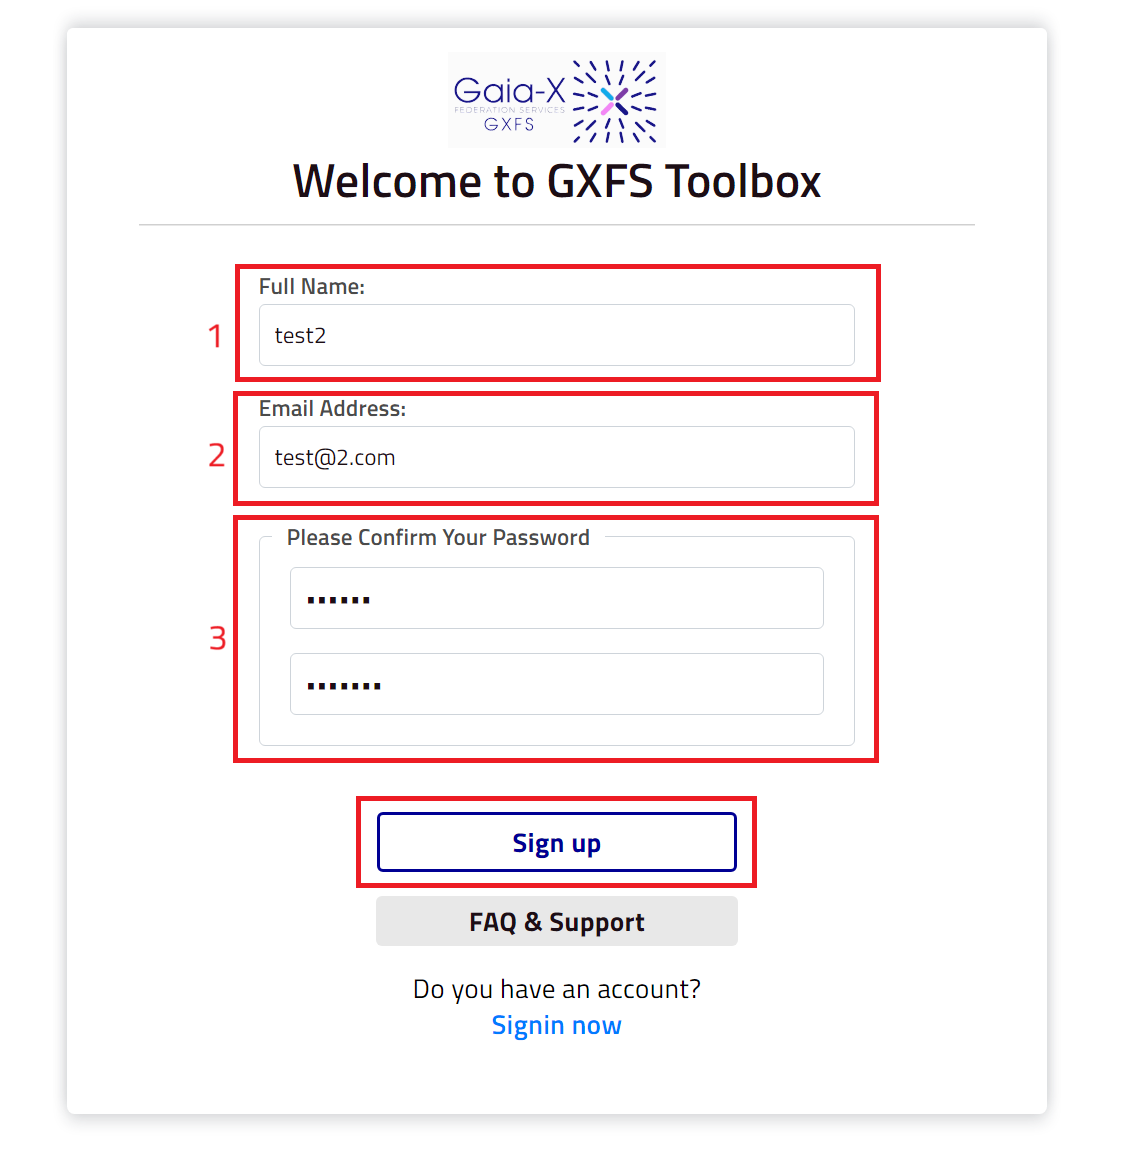 Gaia-X
FEDERATION SERVICES
GXFS
Welcome to GXFS Toolbox
Full Name:
1
test2
Email Address:
2
test@2.com
Please Confirm Your Password
3
Sign up
FAQ & Support
Do you have an account?
Signin now